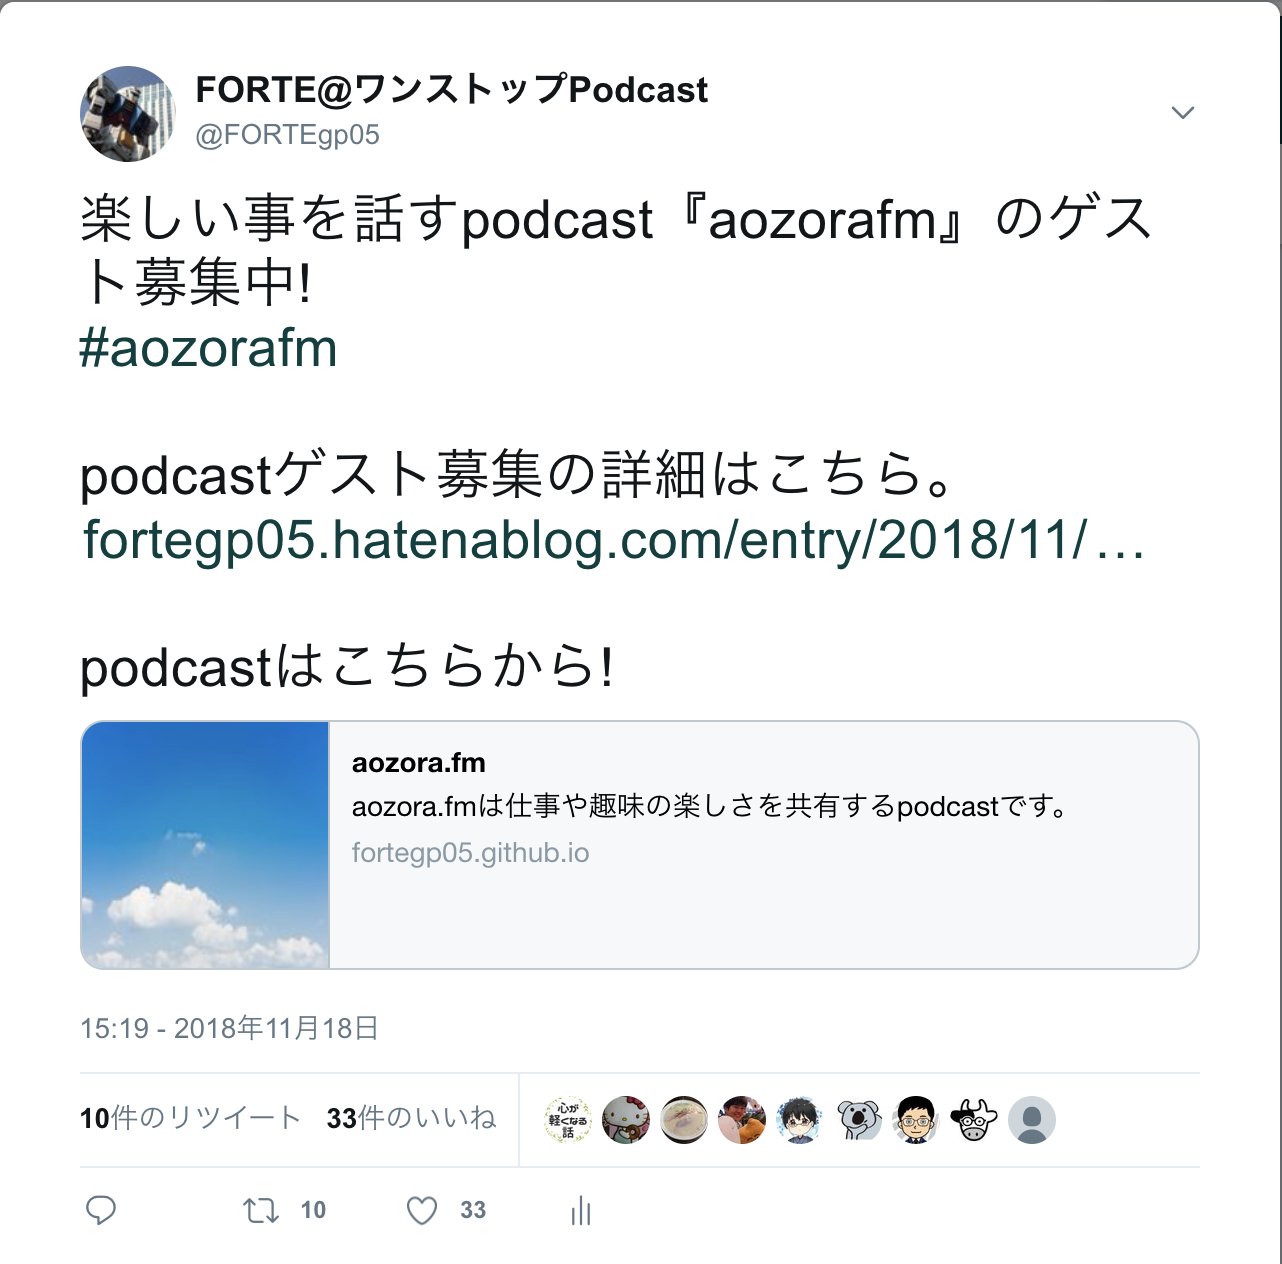 FORTE@ワンストップPodcast
@FORTEgp05
楽しい事を話すpodcast『aozorafm』のゲス
ト募集中!
#aozorafm
podcastゲスト募集の詳細はこちら。
fortegp05.hatenablog.com/entry/2018/11/…
podcastはこちらから!
aozora.fm
aozora.fmは仕事や趣味の楽しさを共有するpodcastです。
fortegp05.github.io
15:19 - 2018年11月18日
10件のリツイート 33件のいいね
心が
軽くなる
話
10 33